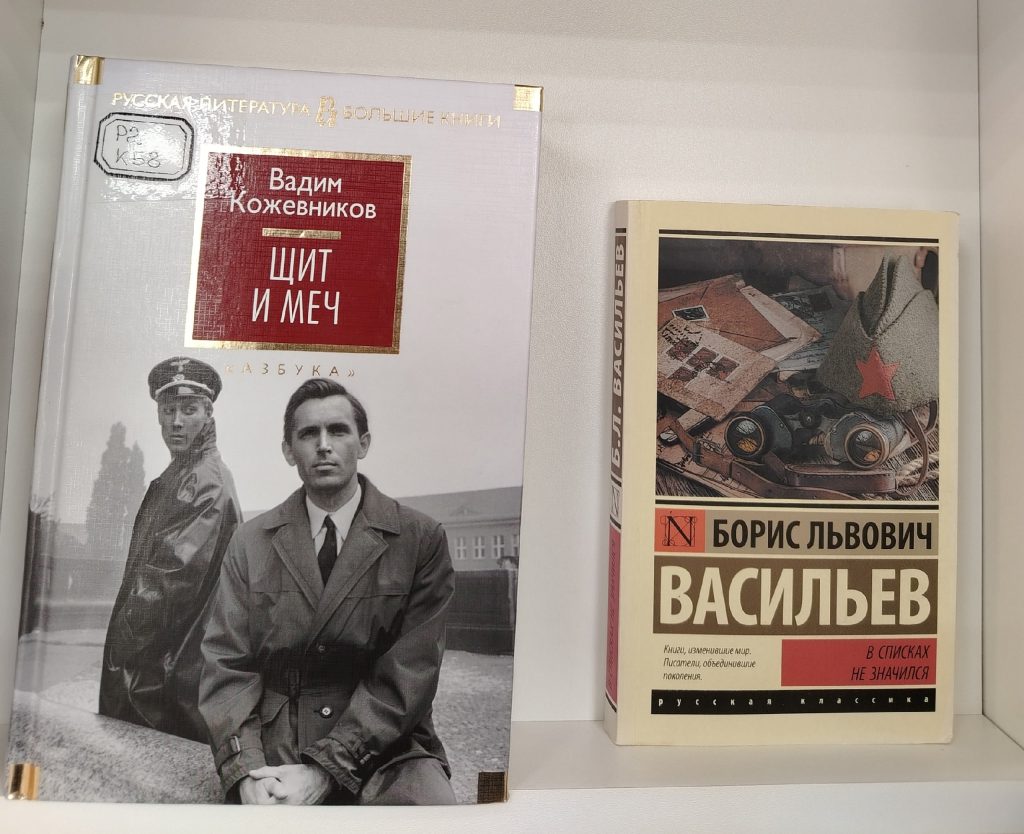 РУССКАЯ ЛИТЕРАТУРА БОЛЬШИЕ КНИГИ
Р2
К58
Вадим
Кожевников
ЩИТ
И МЕЧ
«АЗБУКА»
Б.Л. ВАСИЛЬЕВ
N БОРИС ЛЬВОВИЧ
ВАСИЛЬЕВ
Книги, изменившие мир.
Писатели, объединившие
поколения.
В СПИСКАХ
НЕ ЗНАЧИЛСЯ
русская классика